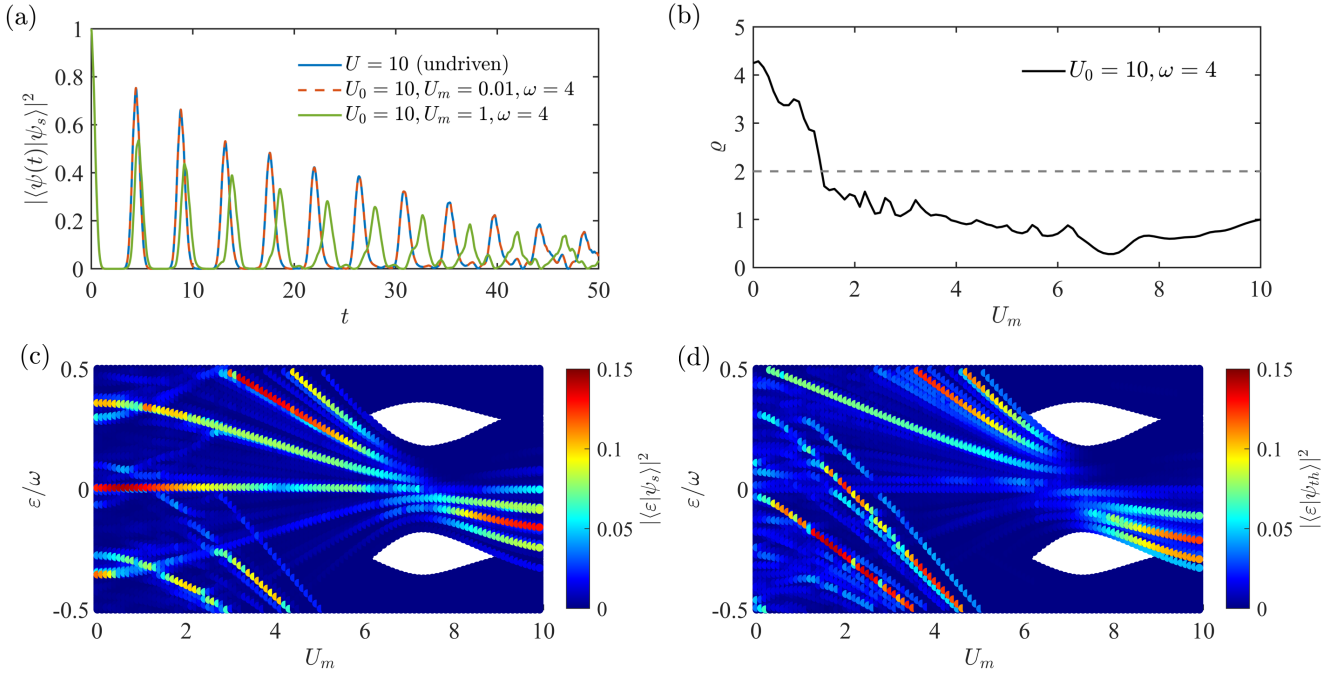 (a)
1
0.8
0.6
0.4
0.2
0
|⟨ψ(t)|ψ_s⟩|²
U = 10 (undriven)
U_0 = 10, U_m = 0.01, ω = 4
U_0 = 10, U_m = 1, ω = 4
0 10 20 30 40 50
t
(b)
5
4
3
2
1
0
ϱ
U_0 = 10, ω = 4
0 2 4 6 8 10
U_m
(c)
0.5
0
-0.5
ε/ω
0 2 4 6 8 10
U_m
0.15
0.1
0.05
0
|⟨ε|ψ_s⟩|²
(d)
0.5
0
-0.5
ε/ω
0 2 4 6 8 10
U_m
0.15
0.1
0.05
0
|⟨ε|ψ_{th}⟩|²